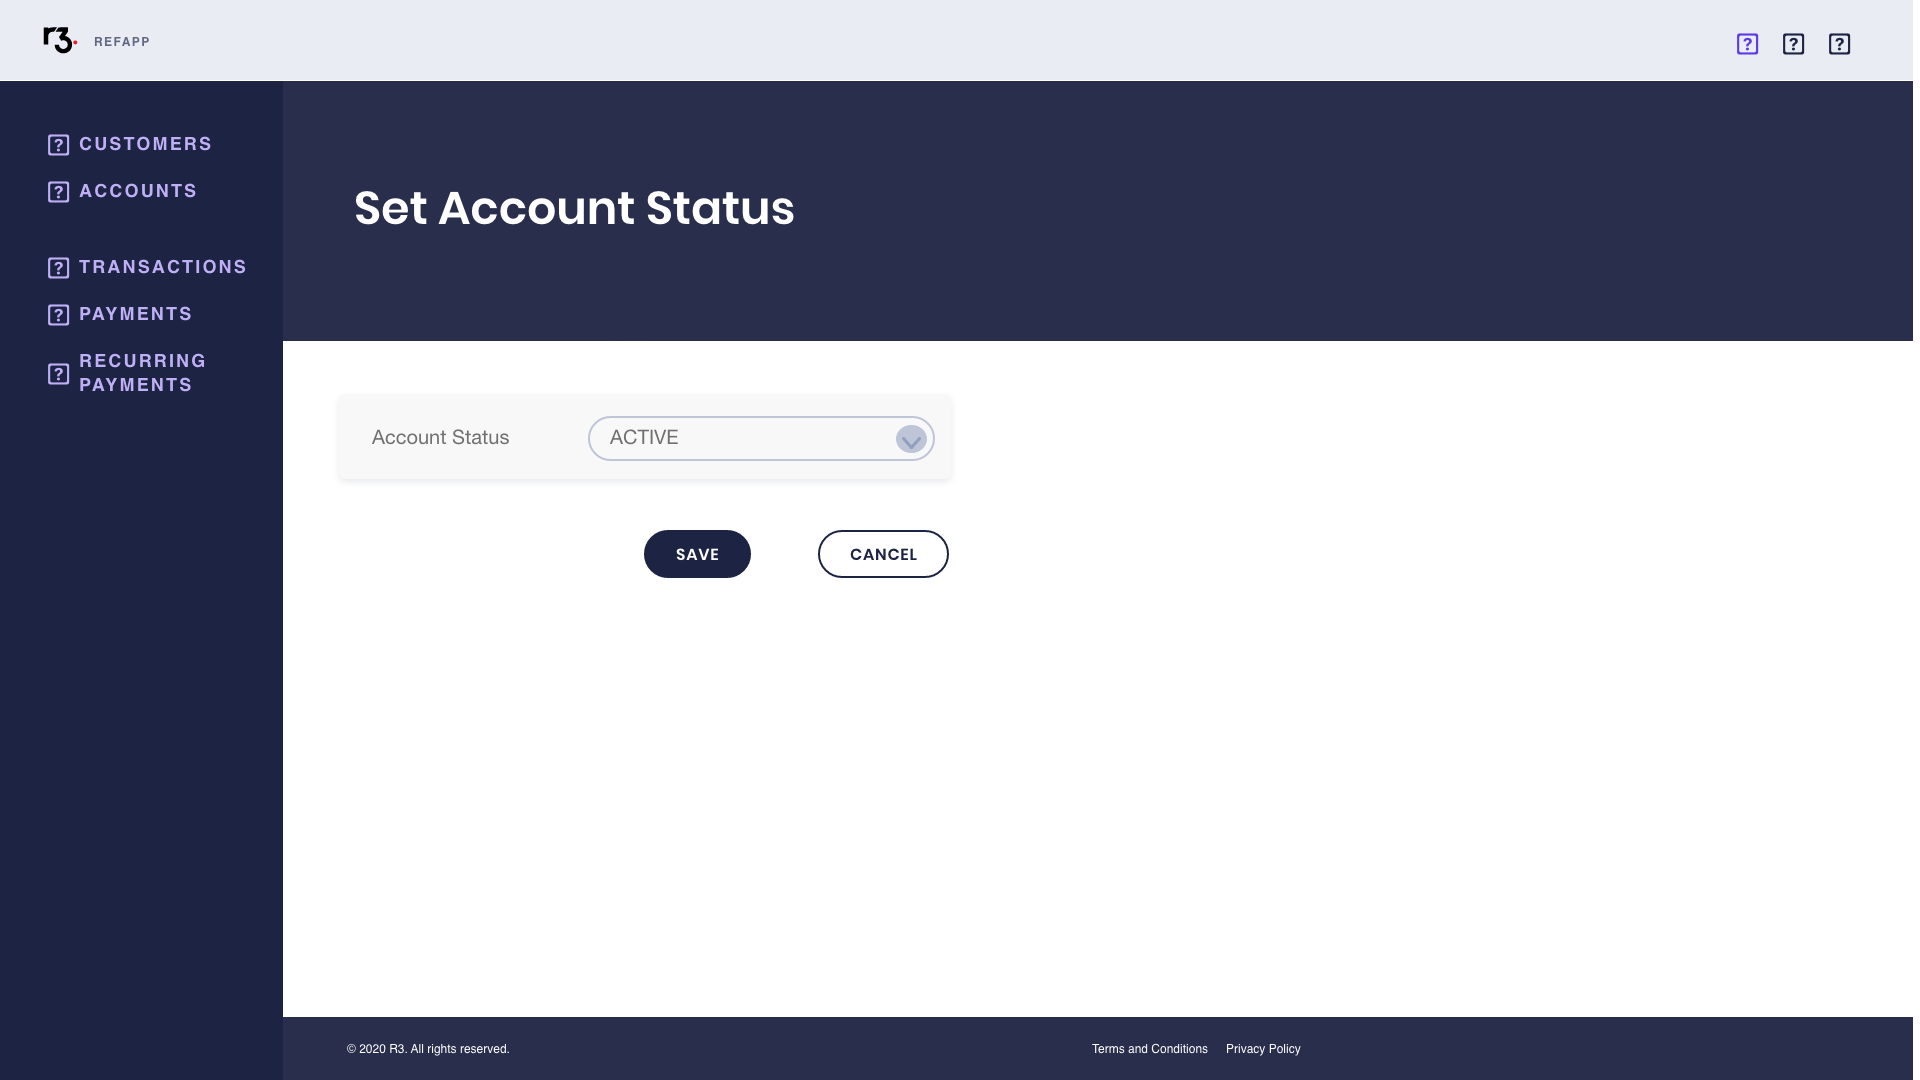 r3.
REFAPP
CUSTOMERS
ACCOUNTS
TRANSACTIONS
PAYMENTS
RECURRING
PAYMENTS
Set Account Status
Account Status
ACTIVE
SAVE
CANCEL
© 2020 R3. All rights reserved.
Terms and Conditions
Privacy Policy